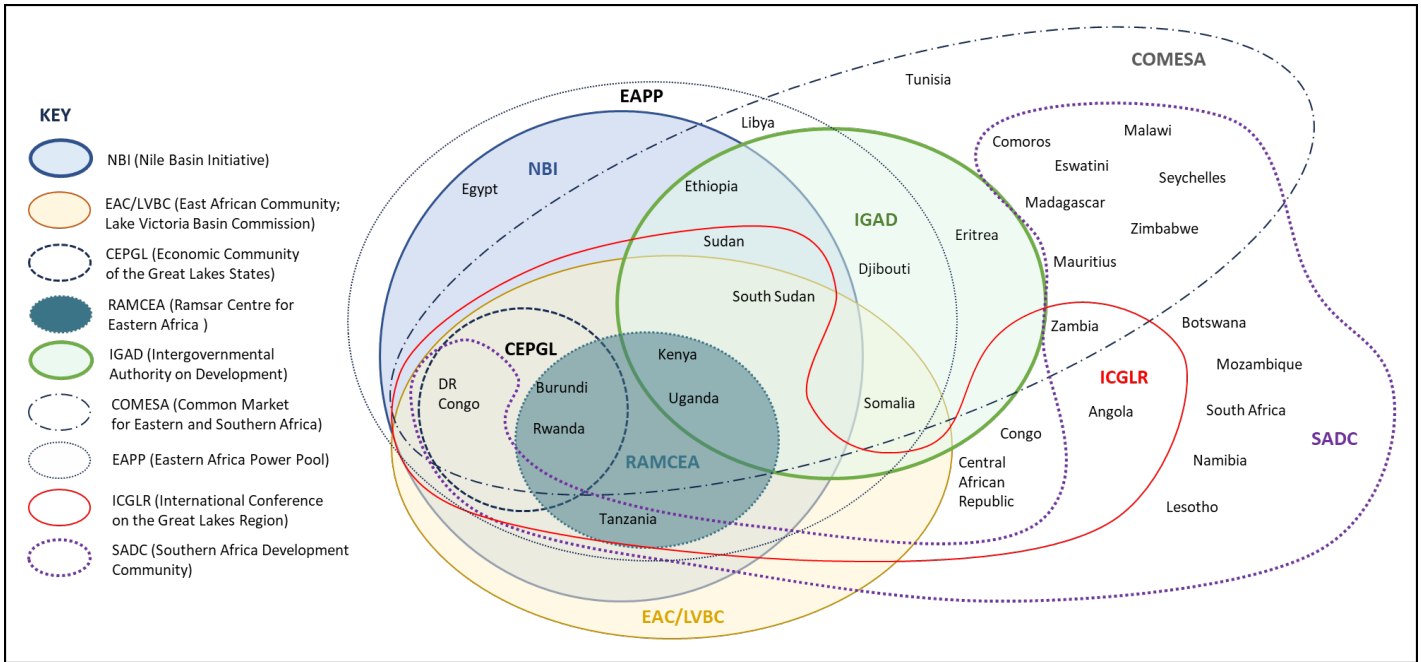 KEY
NBI (Nile Basin Initiative)
EAC/LVBC (East African Community;
Lake Victoria Basin Commission)
CEPGL (Economic Community
of the Great Lakes States)
RAMCEA (Ramsar Centre for
Eastern Africa )
IGAD (Intergovernmental
Authority on Development)
COMESA (Common Market
for Eastern and Southern Africa)
EAPP (Eastern Africa Power Pool)
ICGLR (International Conference
on the Great Lakes Region)
SADC (Southern Africa Development
Community)
COMESA
Tunisia
EAPP
Libya
NBI
Egypt
Ethiopia
IGAD
Sudan
Eritrea
Djibouti
South Sudan
Comoros
Malawi
Eswatini
Seychelles
Madagascar
Zimbabwe
Mauritius
CEPGL
Kenya
DR
Congo
Burundi
Uganda
Rwanda
RAMCEA
Tanzania
Somalia
Zambia
Botswana
Mozambique
ICGLR
Angola
South Africa
SADC
Congo
Namibia
Central
African
Republic
Lesotho
EAC/LVBC